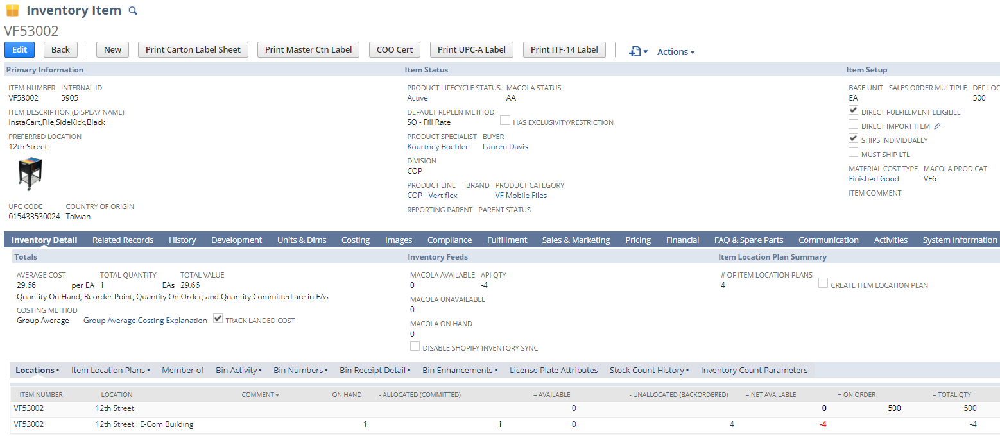 Inventory Item
VF53002
Edit Back New Print Carton Label Sheet Print Master Ctn Label COO Cert Print UPC-A Label Print ITF-14 Label Actions
Primary Information
ITEM NUMBER INTERNAL ID
VF53002 5905
ITEM DESCRIPTION (DISPLAY NAME)
InstaCart,File,SideKick,Black
PREFERRED LOCATION
12th Street
UPC CODE COUNTRY OF ORIGIN
015433530024 Taiwan
Item Status
PRODUCT LIFECYCLE STATUS MACOLA STATUS
Active AA
DEFAULT REPLEN METHOD
SQ - Fill Rate HAS EXCLUSIVITY/RESTRICTION
PRODUCT SPECIALIST BUYER
Kourtney Boehler Lauren Davis
DIVISION
COP
PRODUCT LINE BRAND PRODUCT CATEGORY
COP - Vertiflex VF Mobile Files
REPORTING PARENT PARENT STATUS
Item Setup
BASE UNIT SALES ORDER MULTIPLE DEF LOC
EA 500
DIRECT FULFILLMENT ELIGIBLE
DIRECT IMPORT ITEM
SHIPS INDIVIDUALLY
MUST SHIP LTL
MATERIAL COST TYPE MACOLA PROD CAT
Finished Good VF6
ITEM COMMENT
Inventory Detail Related Records History Development Units & Dims Costing Images Compliance Fulfillment Sales & Marketing Pricing Financial FAQ & Spare Parts Communication Activities System Information
Totals
AVERAGE COST TOTAL QUANTITY TOTAL VALUE
29.66 per EA 1 EAs 29.66
Quantity On Hand, Reorder Point, Quantity On Order, and Quantity Committed are in EAs
COSTING METHOD
Group Average Group Average Costing Explanation TRACK LANDED COST
Inventory Feeds
MACOLA AVAILABLE API QTY
0 -4
MACOLA UNAVAILABLE
0
MACOLA ON HAND
0
DISABLE SHOPIFY INVENTORY SYNC
Item Location Plan Summary
# OF ITEM LOCATION PLANS
4 CREATE ITEM LOCATION PLAN
Locations • Item Location Plans • Member of Bin Activity • Bin Numbers • Bin Receipt Detail • Bin Enhancements • License Plate Attributes Stock Count History • Inventory Count Parameters
ITEM NUMBER LOCATION COMMENT ON HAND - ALLOCATED (COMMITTED) = AVAILABLE - UNALLOCATED (BACKORDERED) = NET AVAILABLE + ON ORDER = TOTAL QTY
VF53002 12th Street 0 0 500 500
VF53002 12th Street : E-Com Building 1 1 0 4 -4 -4